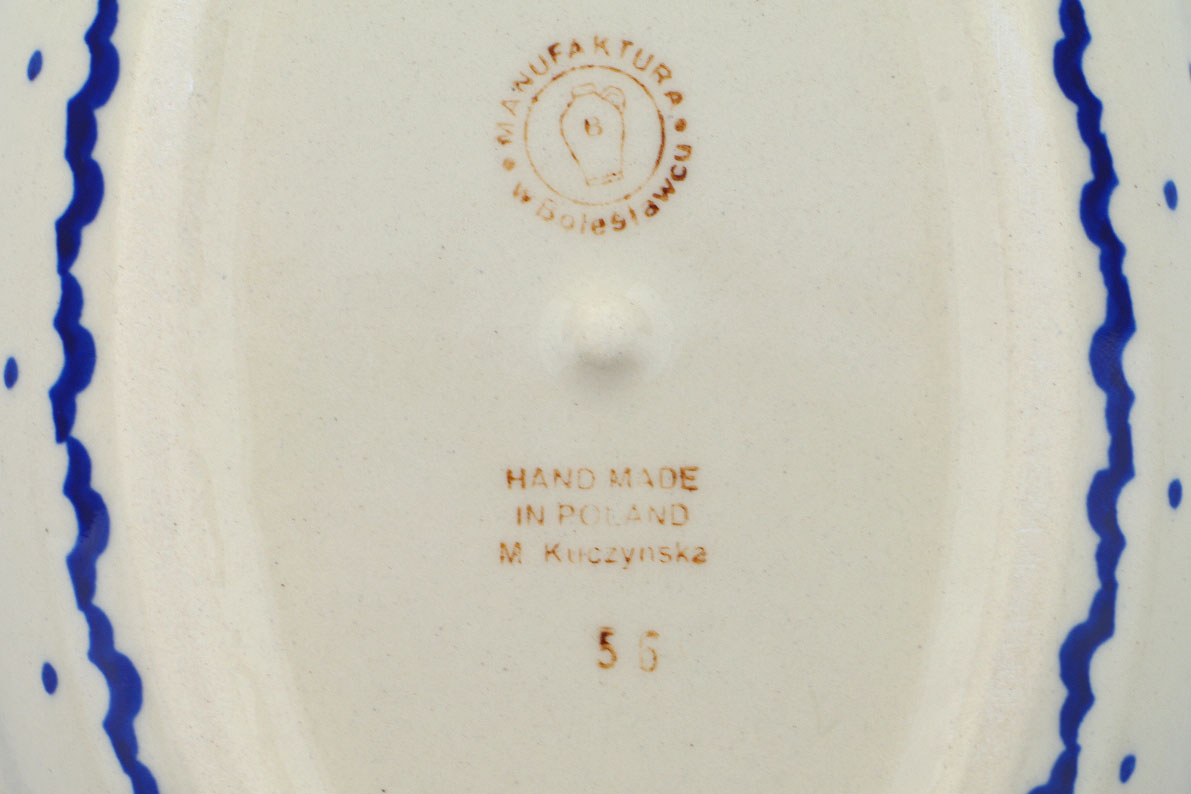 MANUFAKTURA
w Bolesławcu
B
HAND MADE
IN POLAND
M Kuczynska
56